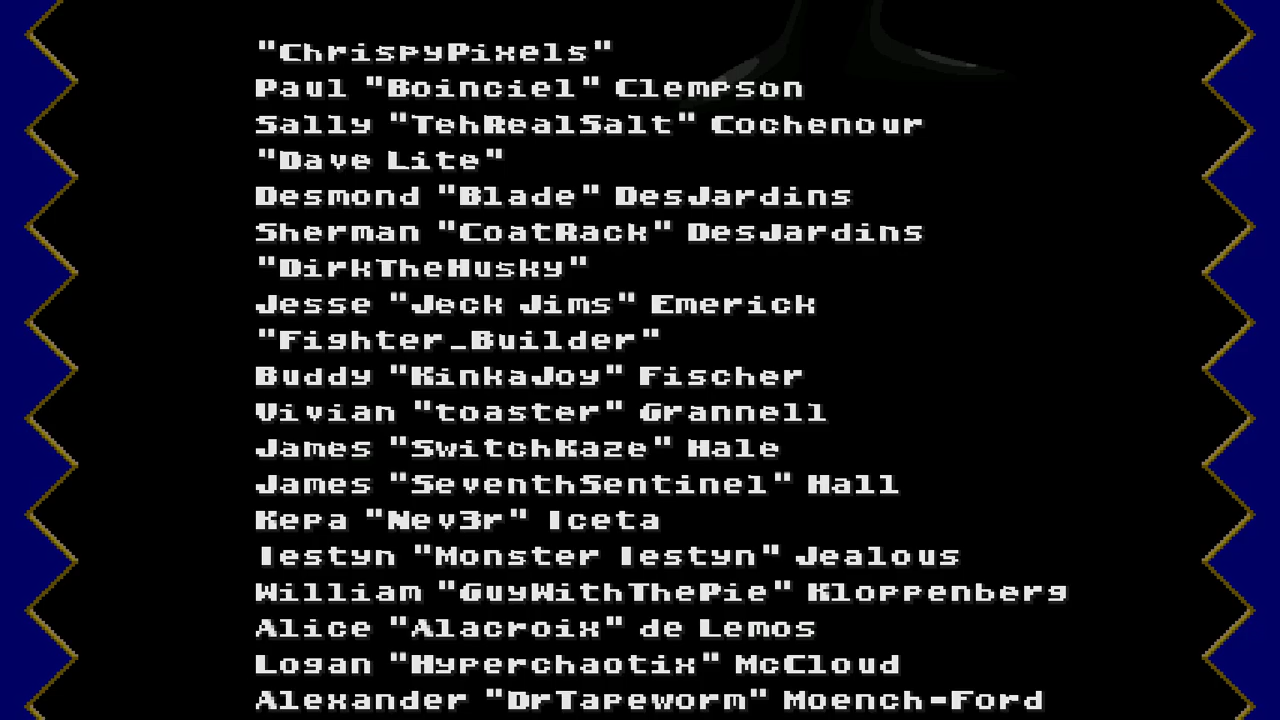 "ChrispyPixels"
Paul "Boinciel" Clempson
Sally "TehRealSalt" Cochenour
"Dave Lite"
Desmond "Blade" DesJardins
Sherman "CoatRack" DesJardins
"DirkTheHusky"
Jesse "Jeck Jims" Emerick
"Fighter_Builder"
Buddy "KinkaJoy" Fischer
Vivian "toaster" Grannell
James "SwitchKaze" Hale
James "SeventhSentinel" Hall
Kepa "Nev3r" Iceta
Iestyn "Monster Iestyn" Jealous
William "GuyWithThePie" Kloppenberg
Alice "Alacroix" de Lemos
Logan "Hyperchaotix" McCloud
Alexander "DrTapeworm" Moench-Ford